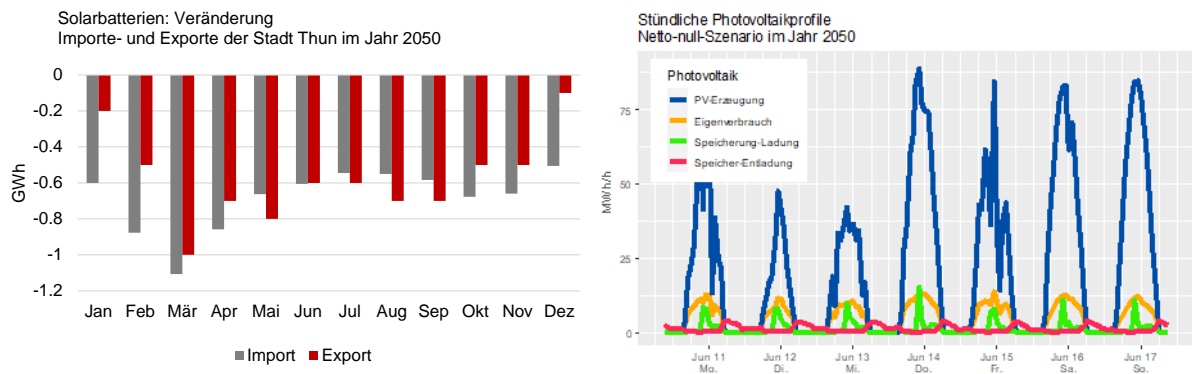 Solarbatterien: Veränderung
Importe- und Exporte der Stadt Thun im Jahr 2050
GWh
0
-0.2
-0.4
-0.6
-0.8
-1
-1.2
Jan Feb Mär Apr Mai Jun Jul Aug Sep Okt Nov Dez
Import Export
Stündliche Photovoltaikprofile
Netto-null-Szenario im Jahr 2050
Photovoltaik
PV-Erzeugung
Eigenverbrauch
Speicherung-Ladung
Speicher-Entladung
MWh/h
75
50
25
0
Jun 11 Jun 12 Jun 13 Jun 14 Jun 15 Jun 16 Jun 17
Mo. Di. Mi. Do. Fr. Sa. So.